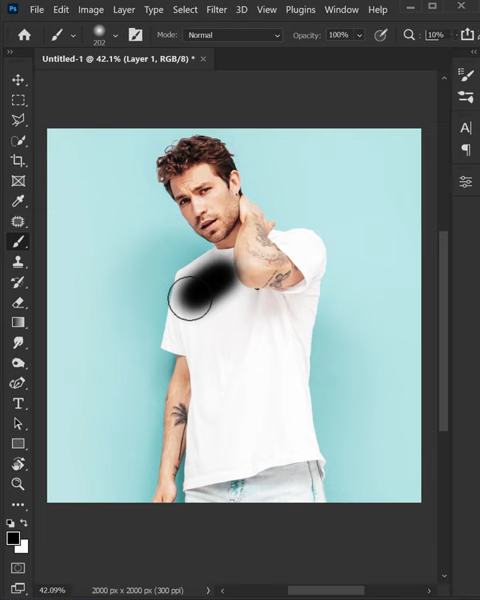 Ps File Edit Image Layer Type Select Filter 3D View Plugins Window Help
202 Mode: Normal Opacity: 100% 10%
Untitled-1 @ 42.1% (Layer 1, RGB/8) *
42.09% 2000 px x 2000 px (300 ppi)